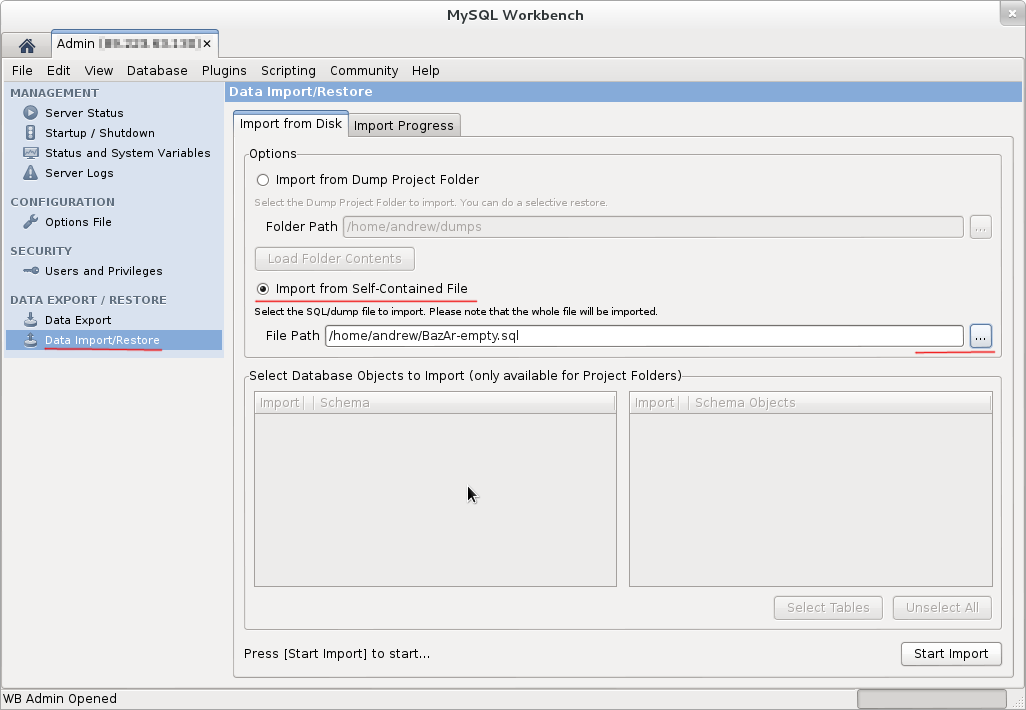 MySQL Workbench
Admin
File Edit View Database Plugins Scripting Community Help
MANAGEMENT
Server Status
Startup / Shutdown
Status and System Variables
Server Logs
CONFIGURATION
Options File
SECURITY
Users and Privileges
DATA EXPORT / RESTORE
Data Export
Data Import/Restore
Data Import/Restore
Import from Disk Import Progress
Options
Import from Dump Project Folder
Select the Dump Project Folder to import. You can do a selective restore.
Folder Path /home/andrew/dumps ...
Load Folder Contents
Import from Self-Contained File
Select the SQL/dump file to import. Please note that the whole file will be imported.
File Path /home/andrew/BazAr-empty.sql ...
Select Database Objects to Import (only available for Project Folders)
Import Schema Import Schema Objects
Select Tables Unselect All
Press [Start Import] to start... Start Import
WB Admin Opened